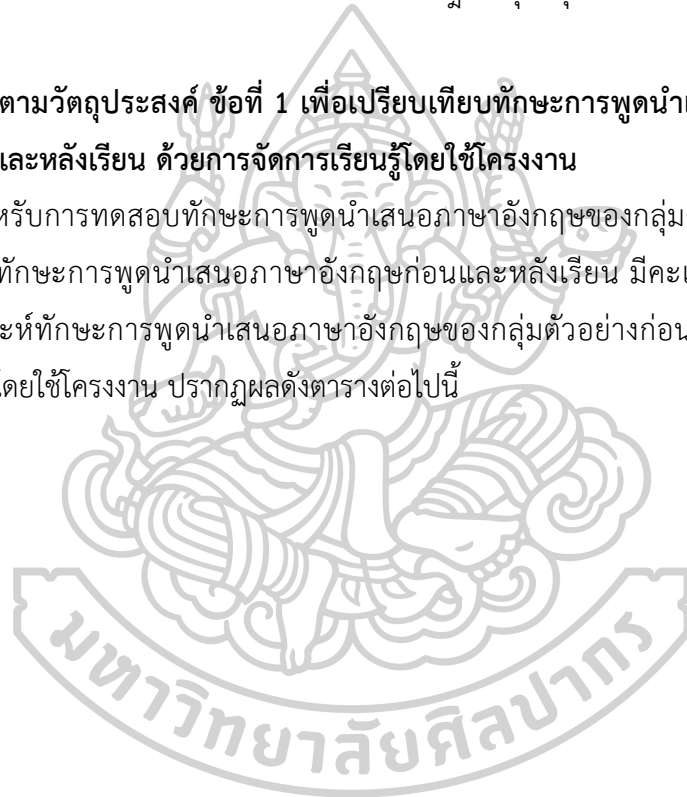 ตามวัตถุประสงค์ ข้อที่ 1 เพื่อเปรียบเทียบทักษะการพูดนำ
และหลังเรียน ด้วยการจัดการเรียนรู้โดยใช้โครงงาน
หรับการทดสอบทักษะการพูดนำเสนอภาษาอังกฤษของกลุ่ม
ทักษะการพูดนำเสนอภาษาอังกฤษก่อนและหลังเรียน มีคะ
ะห์ทักษะการพูดนำเสนอภาษาอังกฤษของกลุ่มตัวอย่างก่อน
โดยใช้โครงงาน ปรากฏผลดังตารางต่อไปนี้
มหาวิทยาลัยศิลปากร